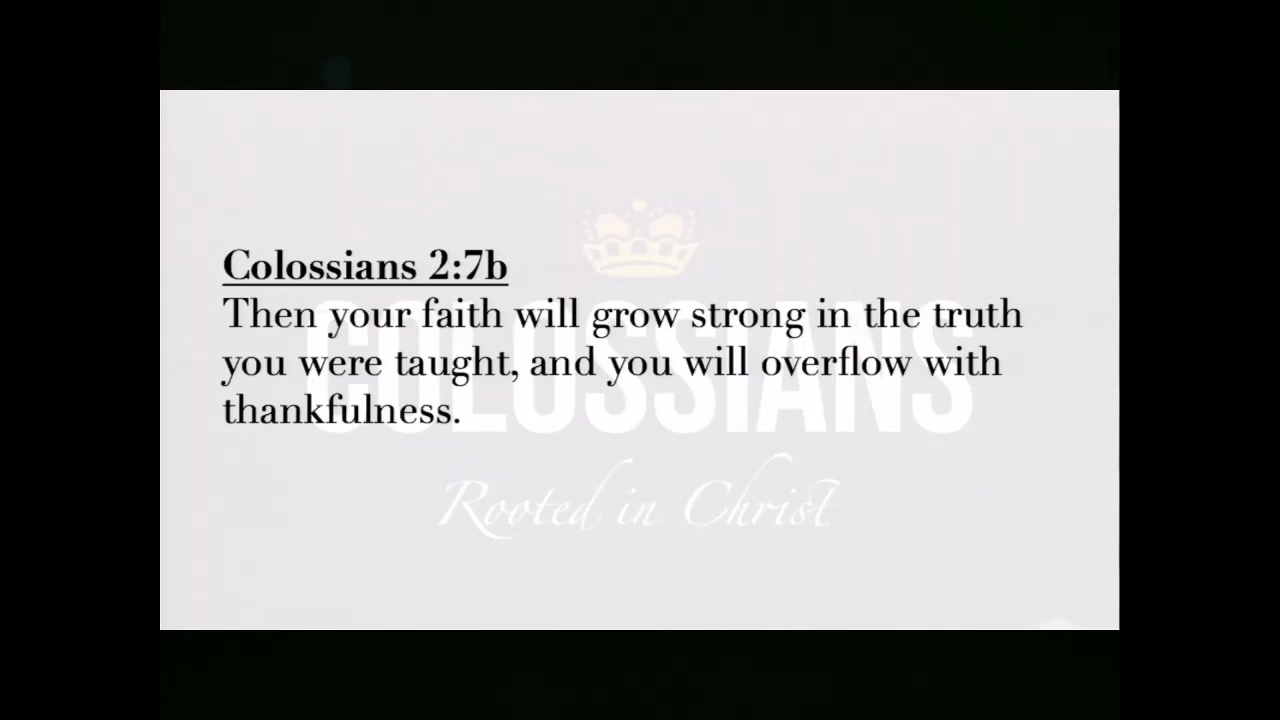 Colossians 2:7b
Then your faith will grow strong in the truth
you were taught, and you will overflow with
thankfulness.
COLOSSIANS
Rooted in Christ